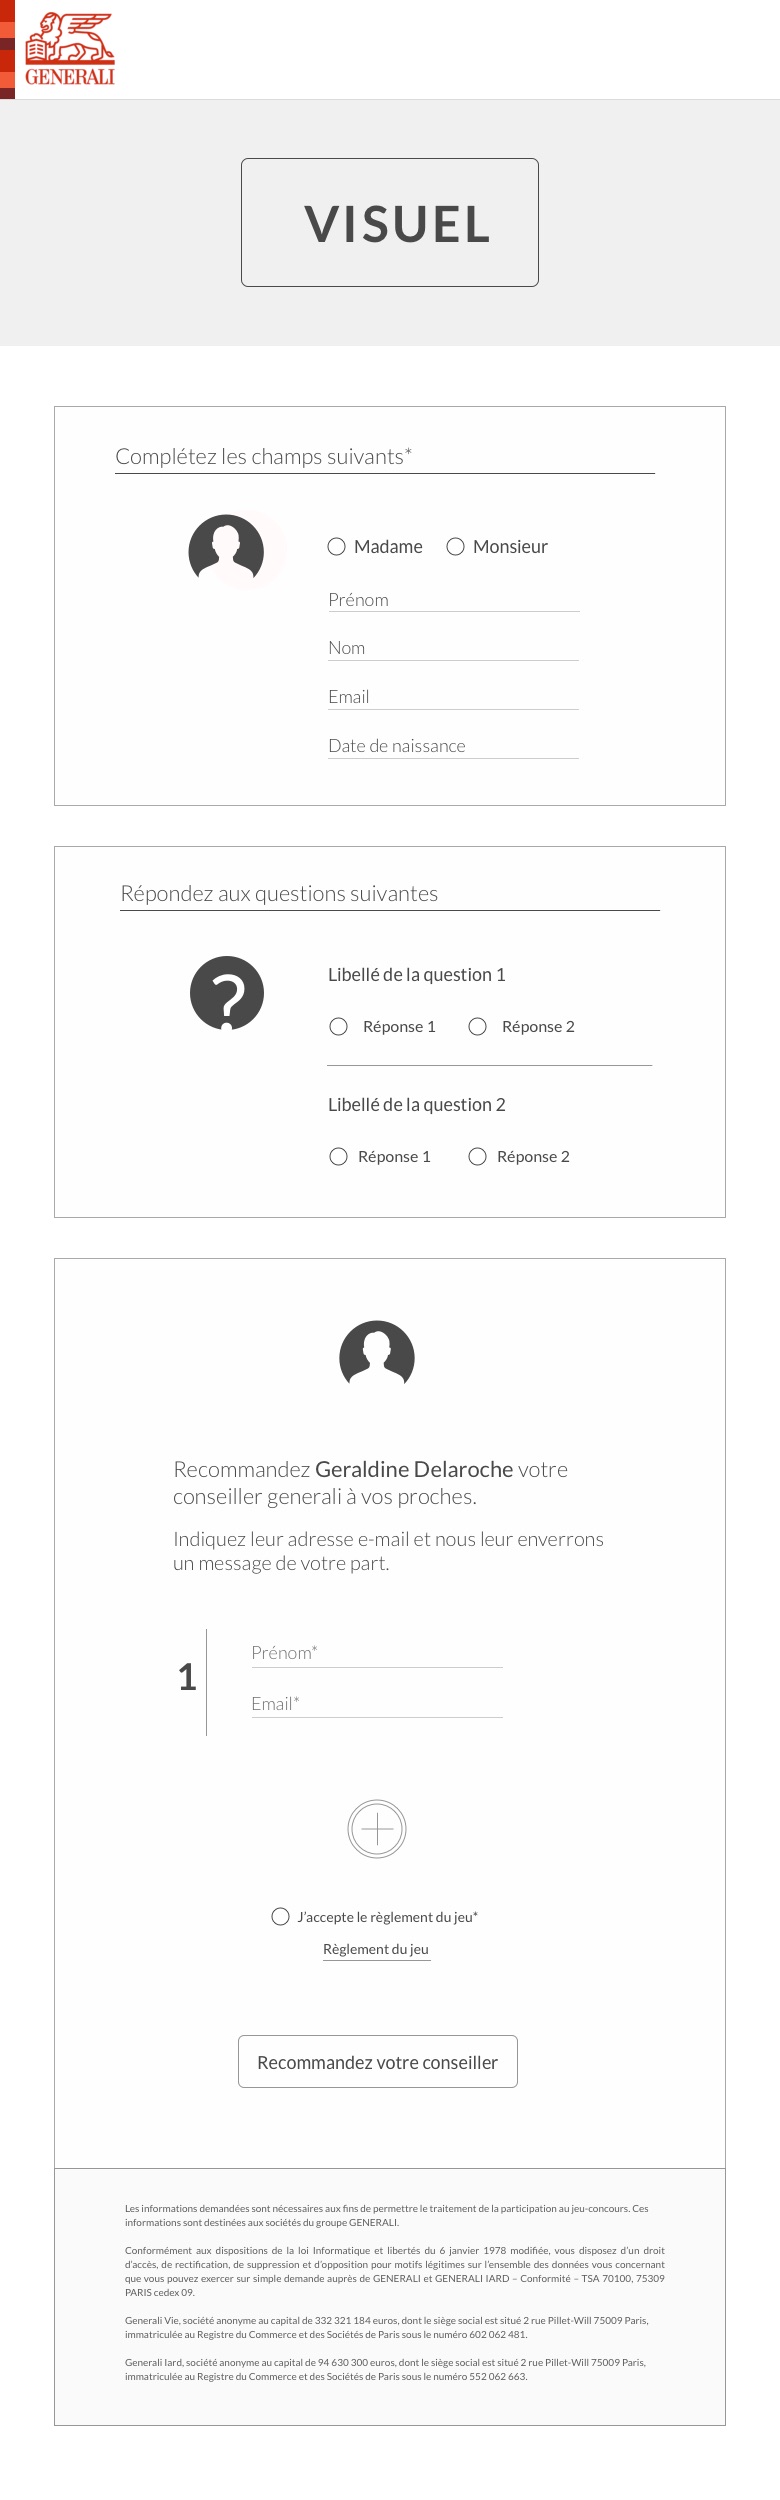 GENERALI
VISUEL
Complétez les champs suivants*
Madame Monsieur
Prénom
Nom
Email
Date de naissance
Répondez aux questions suivantes
?
Libellé de la question 1
Réponse 1 Réponse 2
Libellé de la question 2
Réponse 1 Réponse 2
Recommandez Geraldine Delaroche votre
conseiller generali à vos proches.
Indiquez leur adresse e-mail et nous leur enverrons
un message de votre part.
1
Prénom*
Email*
J’accepte le règlement du jeu*
Règlement du jeu
Recommandez votre conseiller
Les informations demandées sont nécessaires aux fins de permettre le traitement de la participation au jeu-concours. Ces
informations sont destinées aux sociétés du groupe GENERALI.
Conformément aux dispositions de la loi Informatique et libertés du 6 janvier 1978 modifiée, vous disposez d’un droit
d’accès, de rectification, de suppression et d’opposition pour motifs légitimes sur l’ensemble des données vous concernant
que vous pouvez exercer sur simple demande auprès de GENERALI et GENERALI IARD – Conformité – TSA 70100, 75309
PARIS cedex 09.
Generali Vie, société anonyme au capital de 332 321 184 euros, dont le siège social est situé 2 rue Pillet-Will 75009 Paris,
immatriculée au Registre du Commerce et des Sociétés de Paris sous le numéro 602 062 481.
Generali Iard, société anonyme au capital de 94 630 300 euros, dont le siège social est situé 2 rue Pillet-Will 75009 Paris,
immatriculée au Registre du Commerce et des Sociétés de Paris sous le numéro 552 062 663.